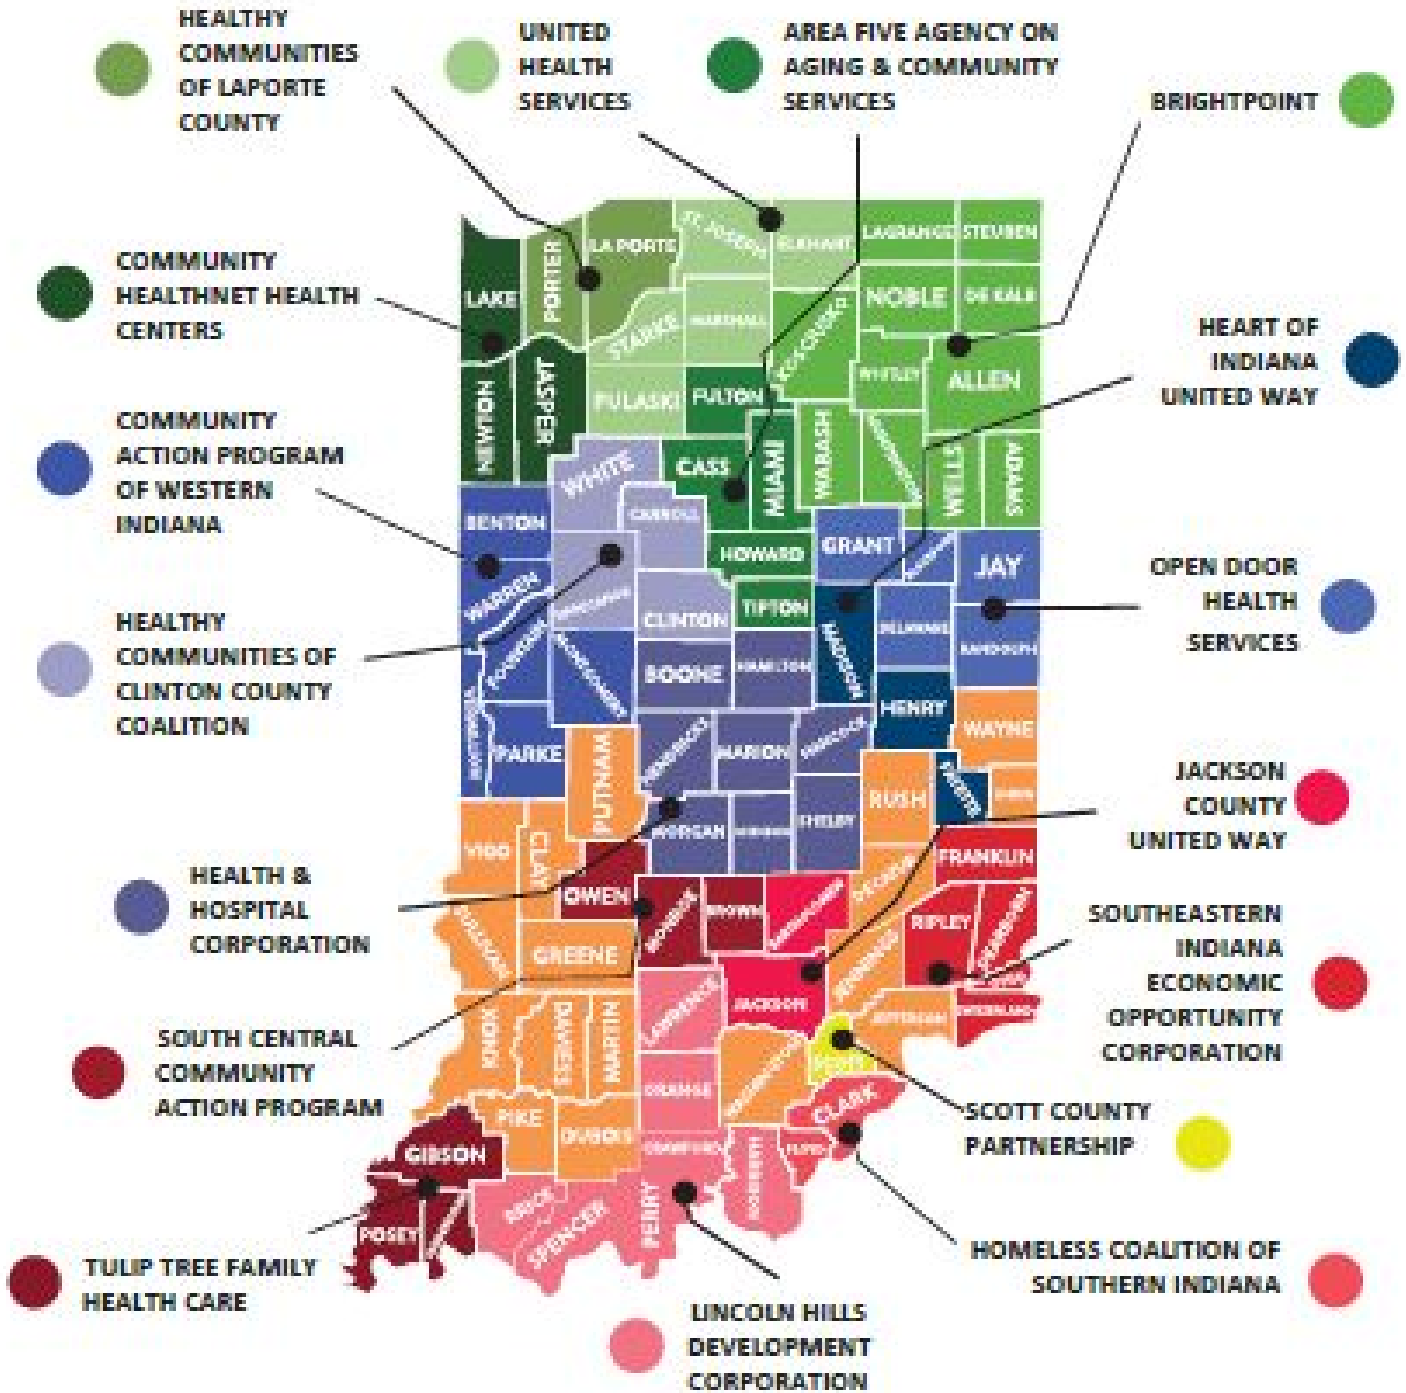 HEALTHY
COMMUNITIES
OF LAPORTE
COUNTY
UNITED
HEALTH
SERVICES
AREA FIVE AGENCY ON
AGING & COMMUNITY
SERVICES
BRIGHTPOINT
COMMUNITY
HEALTHNET HEALTH
CENTERS
HEART OF
INDIANA
UNITED WAY
COMMUNITY
ACTION PROGRAM
OF WESTERN
INDIANA
OPEN DOOR
HEALTH
SERVICES
HEALTHY
COMMUNITIES OF
CLINTON COUNTY
COALITION
JACKSON
COUNTY
UNITED WAY
HEALTH &
HOSPITAL
CORPORATION
SOUTHEASTERN
INDIANA
ECONOMIC
OPPORTUNITY
CORPORATION
SOUTH CENTRAL
COMMUNITY
ACTION PROGRAM
SCOTT COUNTY
PARTNERSHIP
TULIP TREE FAMILY
HEALTH CARE
HOMELESS COALITION OF
SOUTHERN INDIANA
LINCOLN HILLS
DEVELOPMENT
CORPORATION
LAKE
PORTER
LA PORTE
ST. JOSEPH
ELKHART
LAGRANGE
STEUBEN
NOBLE
DE KALB
STARKE
MARSHALL
KOSCIUSKO
WHITLEY
ALLEN
NEWTON
JASPER
PULASKI
FULTON
WHITE
CASS
MIAMI
WABASH
WELLS
ADAMS
BENTON
CARROLL
HOWARD
GRANT
JAY
WARREN
CLINTON
TIPTON
MADISON
DELAWARE
RANDOLPH
FOUNTAIN
MONTGOMERY
BOONE
HAMILTON
HENRY
WAYNE
PARKE
PUTNAM
HENDRICKS
MARION
HANCOCK
RUSH
FAYETTE
VIGO
CLAY
MORGAN
SHELBY
FRANKLIN
OWEN
MONROE
BROWN
DECATUR
RIPLEY
DEARBORN
SULLIVAN
GREENE
LAWRENCE
JACKSON
JENNINGS
JEFFERSON
SWITZERLAND
KNOX
DAVIESS
MARTIN
ORANGE
WASHINGTON
SCOTT
CLARK
PIKE
DUBOIS
CRAWFORD
HARRISON
FLOYD
GIBSON
POSEY
SPENCER
PERRY